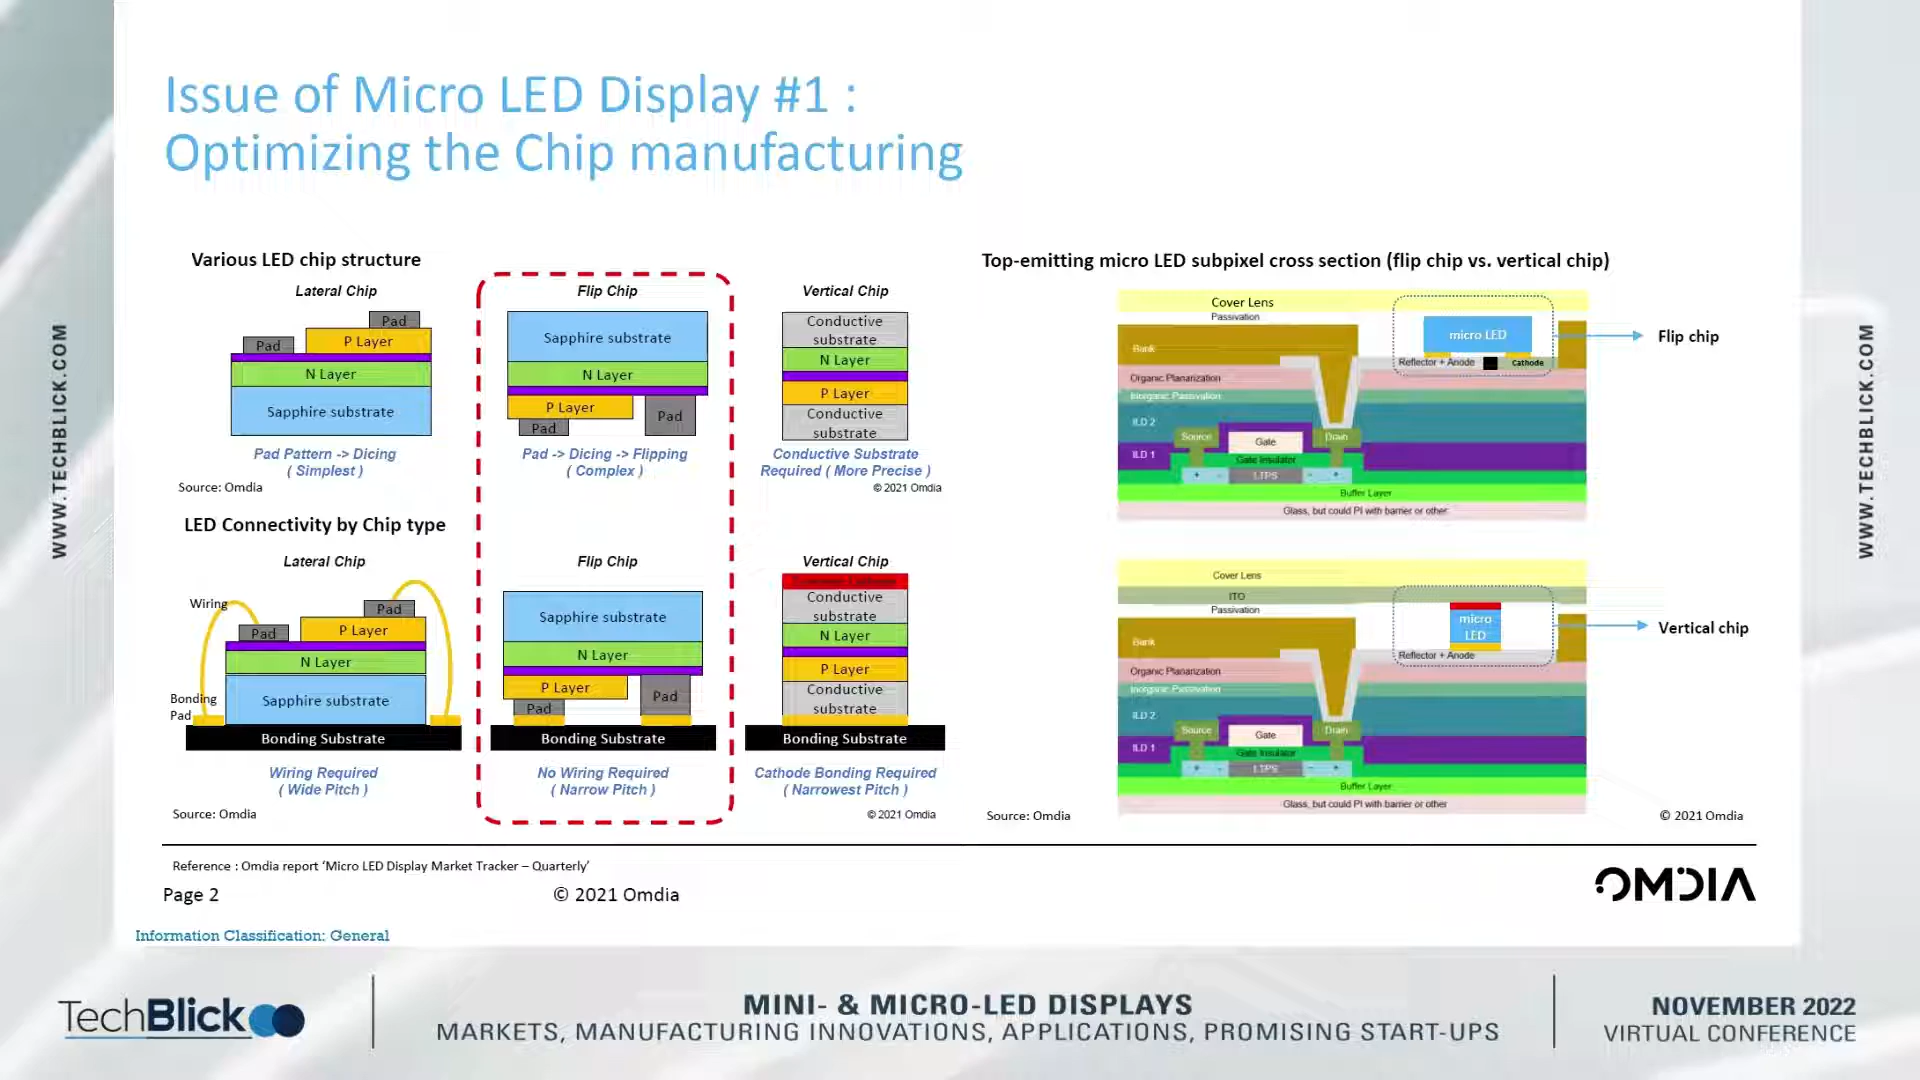 Issue of Micro LED Display #1 :
Optimizing the Chip manufacturing
Various LED chip structure
Lateral Chip
Pad
Pad
P Layer
N Layer
Sapphire substrate
Pad Pattern -> Dicing
( Simplest )
Source: Omdia
Flip Chip
Sapphire substrate
N Layer
P Layer
Pad
Pad
Pad -> Dicing -> Flipping
( Complex )
Vertical Chip
Conductive
substrate
N Layer
P Layer
Conductive
substrate
Conductive Substrate
Required ( More Precise )
© 2021 Omdia
LED Connectivity by Chip type
Lateral Chip
Wiring
Pad
Pad
P Layer
N Layer
Sapphire substrate
Bonding
Pad
Bonding Substrate
Wiring Required
( Wide Pitch )
Source: Omdia
Flip Chip
Sapphire substrate
N Layer
P Layer
Pad
Pad
Bonding Substrate
No Wiring Required
( Narrow Pitch )
Vertical Chip
Conductive
substrate
N Layer
P Layer
Conductive
substrate
Bonding Substrate
Cathode Bonding Required
( Narrowest Pitch )
© 2021 Omdia
Top-emitting micro LED subpixel cross section (flip chip vs. vertical chip)
Cover Lens
Passivation
micro LED
Flip chip
Bank
Reflector + Anode
Cathode
Organic Planarization
Inorganic Passivation
ILD 2
Source
Gate
Drain
ILD 1
Gate Insulator
+ - LTPS - +
Buffer Layer
Glass, but could PI with barrier or other
Cover Lens
ITO
Passivation
micro
LED
Vertical chip
Bank
Reflector + Anode
Organic Planarization
Inorganic Passivation
ILD 2
Source
Gate
Drain
ILD 1
Gate Insulator
+ - LTPS - +
Buffer Layer
Glass, but could PI with barrier or other
Source: Omdia
© 2021 Omdia
Reference : Omdia report ‘Micro LED Display Market Tracker – Quarterly’
Page 2
© 2021 Omdia
OMDIA
Information Classification: General
WWW.TECHBLICK.COM
WWW.TECHBLICK.COM
TechBlick
MINI- & MICRO-LED DISPLAYS
MARKETS, MANUFACTURING INNOVATIONS, APPLICATIONS, PROMISING START-UPS
NOVEMBER 2022
VIRTUAL CONFERENCE